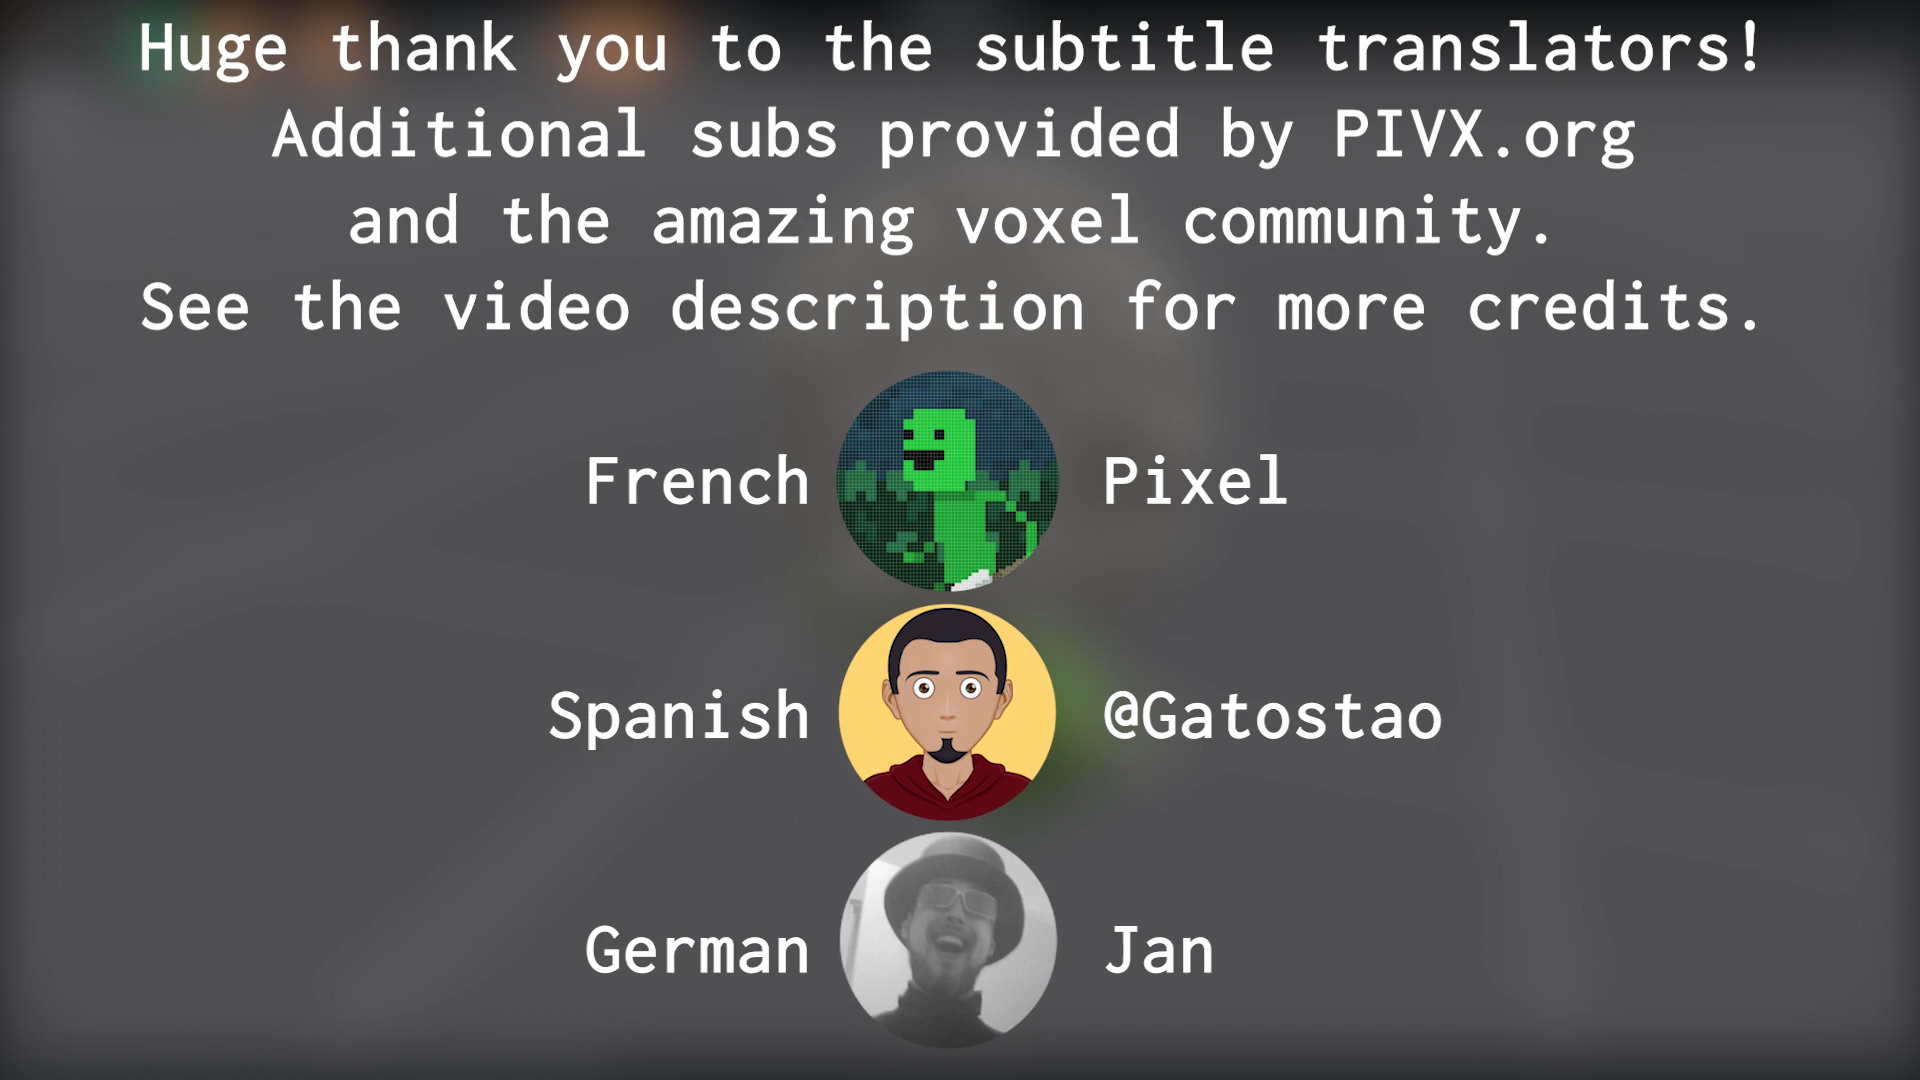 Huge thank you to the subtitle translators!
Additional subs provided by PIVX.org
and the amazing voxel community.
See the video description for more credits.
French Pixel
Spanish @Gatostao
German Jan